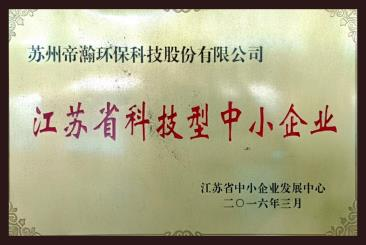 苏州帝瀚环保科技股份有限公司
江苏省科技型中小企业
江苏省中小企业发展中心
二〇一六年三月